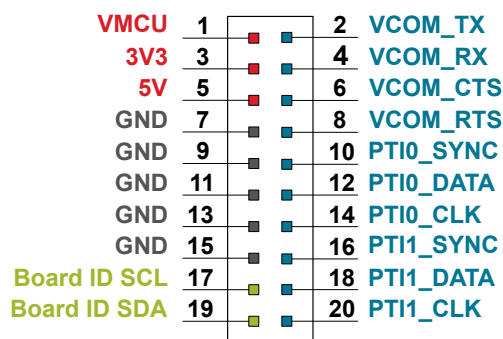 VMCU 1 2 VCOM_TX
3V3 3 4 VCOM_RX
5V 5 6 VCOM_CTS
GND 7 8 VCOM_RTS
GND 9 10 PTI0_SYNC
GND 11 12 PTI0_DATA
GND 13 14 PTI0_CLK
GND 15 16 PTI1_SYNC
Board ID SCL 17 18 PTI1_DATA
Board ID SDA 19 20 PTI1_CLK